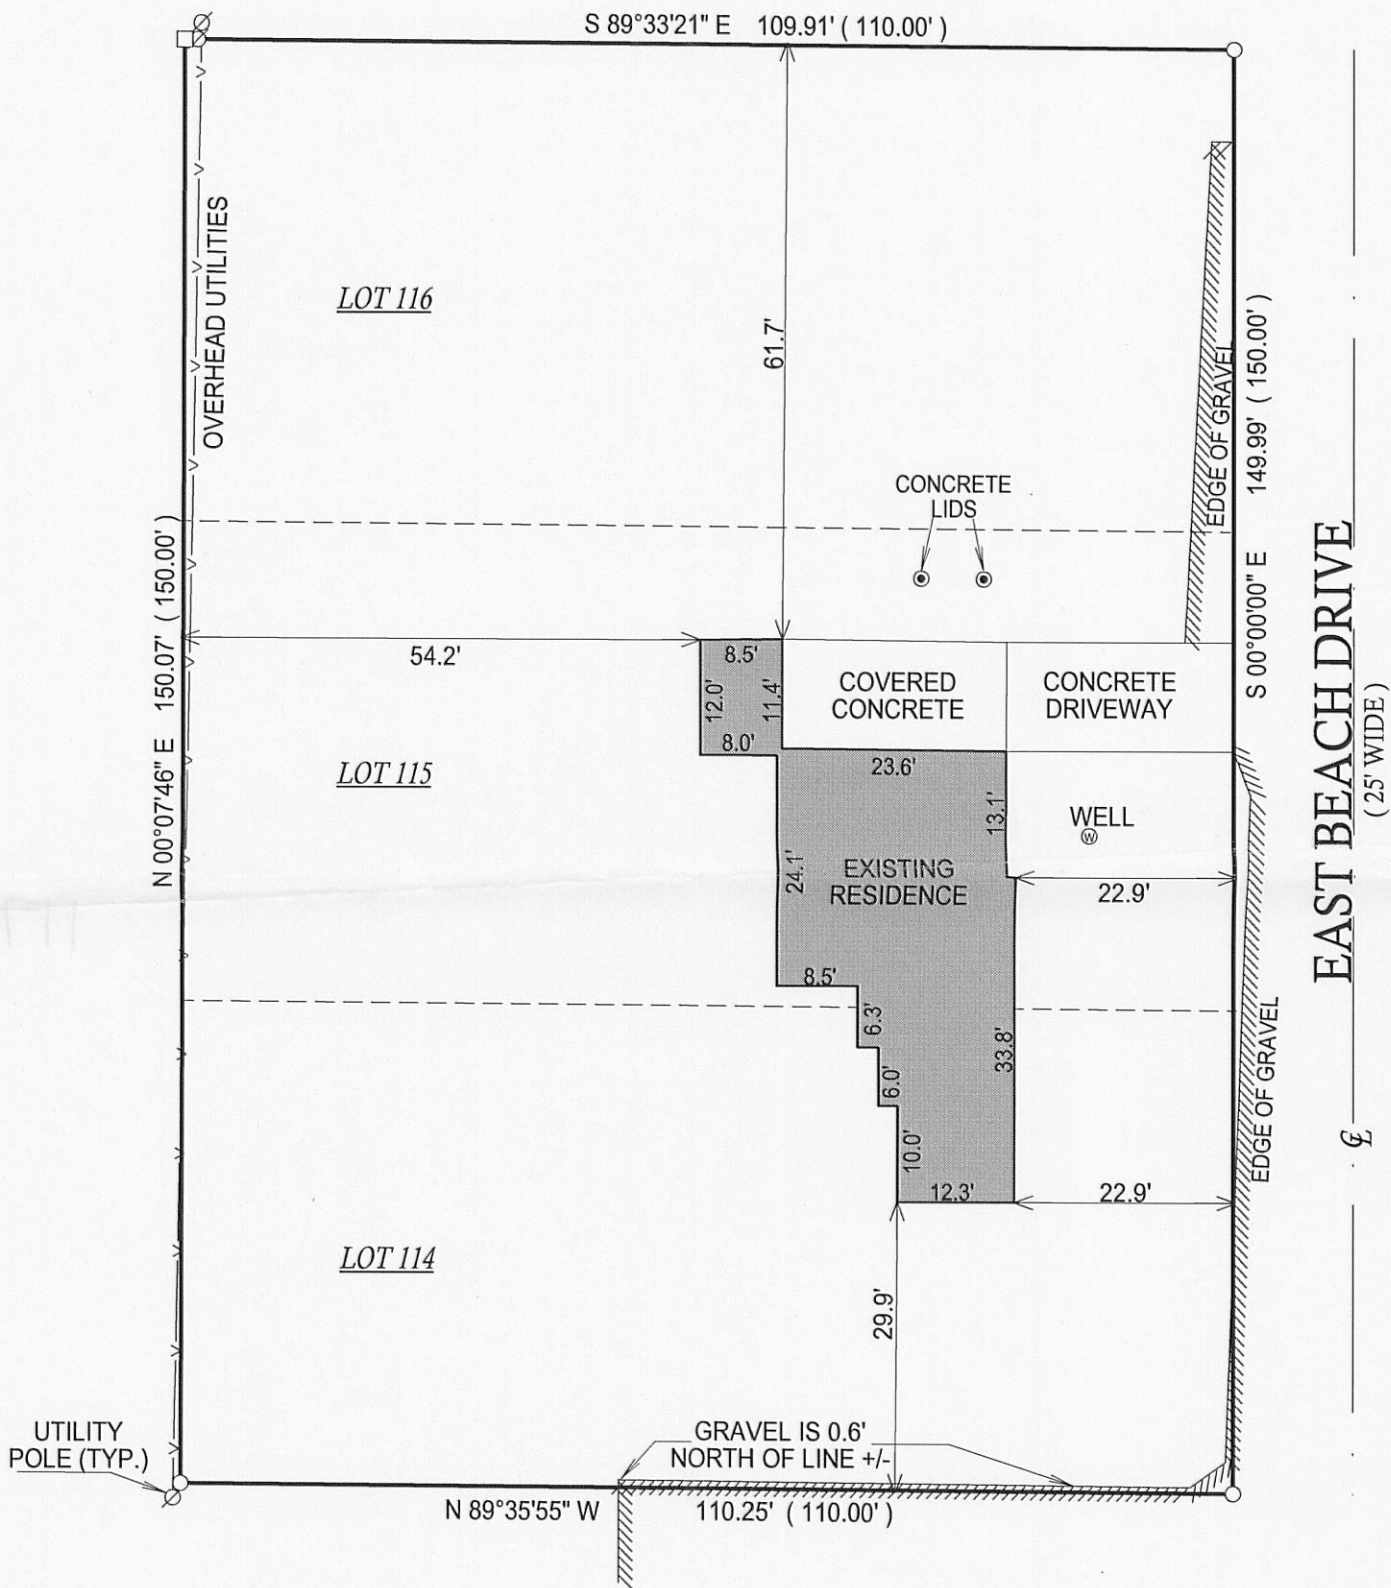 S 89°33'21" E 109.91' ( 110.00' )
OVERHEAD UTILITIES
LOT 116
61.7'
EDGE OF GRAVEL
149.99' ( 150.00' )
S 00°00'00" E
CONCRETE
LIDS
N 00°07'46" E 150.07' ( 150.00' )
54.2'
8.5'
12.0'
11.4'
8.0'
COVERED
CONCRETE
CONCRETE
DRIVEWAY
EAST BEACH DRIVE
( 25' WIDE )
LOT 115
23.6'
13.1'
WELL
W
24.1'
EXISTING
RESIDENCE
22.9'
8.5'
6.3'
33.8'
6.0'
10.0'
12.3'
22.9'
EDGE OF GRAVEL
℄
LOT 114
29.9'
UTILITY
POLE (TYP.)
GRAVEL IS 0.6'
NORTH OF LINE +/-
N 89°35'55" W 110.25' ( 110.00' )